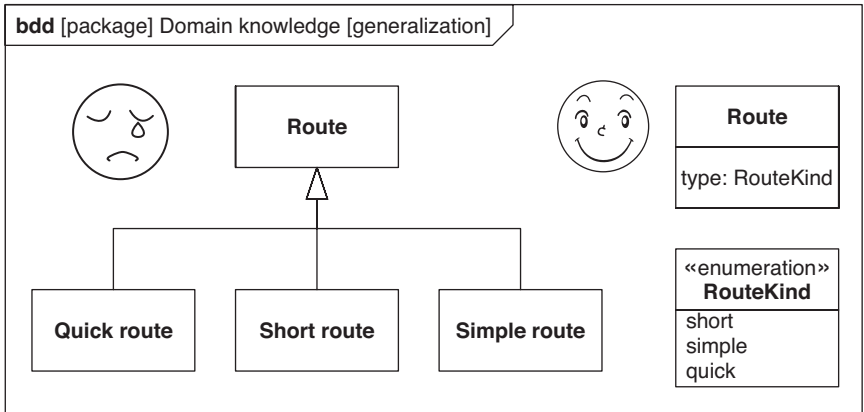 bdd [package] Domain knowledge [generalization]
Route
Quick route
Short route
Simple route
Route
type: RouteKind
«enumeration»
RouteKind
short
simple
quick